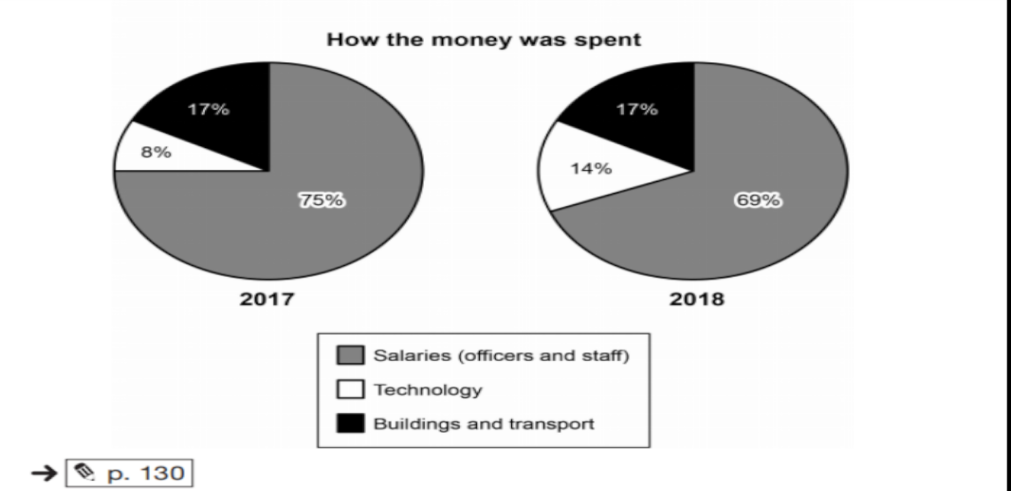 How the money was spent
17%
8%
75%
2017
17%
14%
69%
2018
Salaries (officers and staff)
Technology
Buildings and transport
→ ✎ p. 130